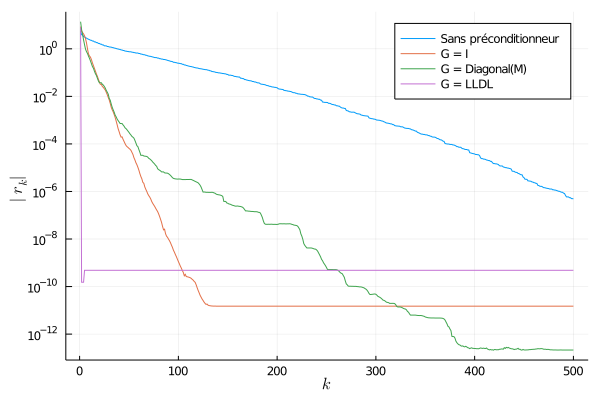 Sans préconditionneur
G = I
G = Diagonal(M)
G = LLDL
| r_k|
10^0
10^-2
10^-4
10^-6
10^-8
10^-10
10^-12
0 100 200 300 400 500
k